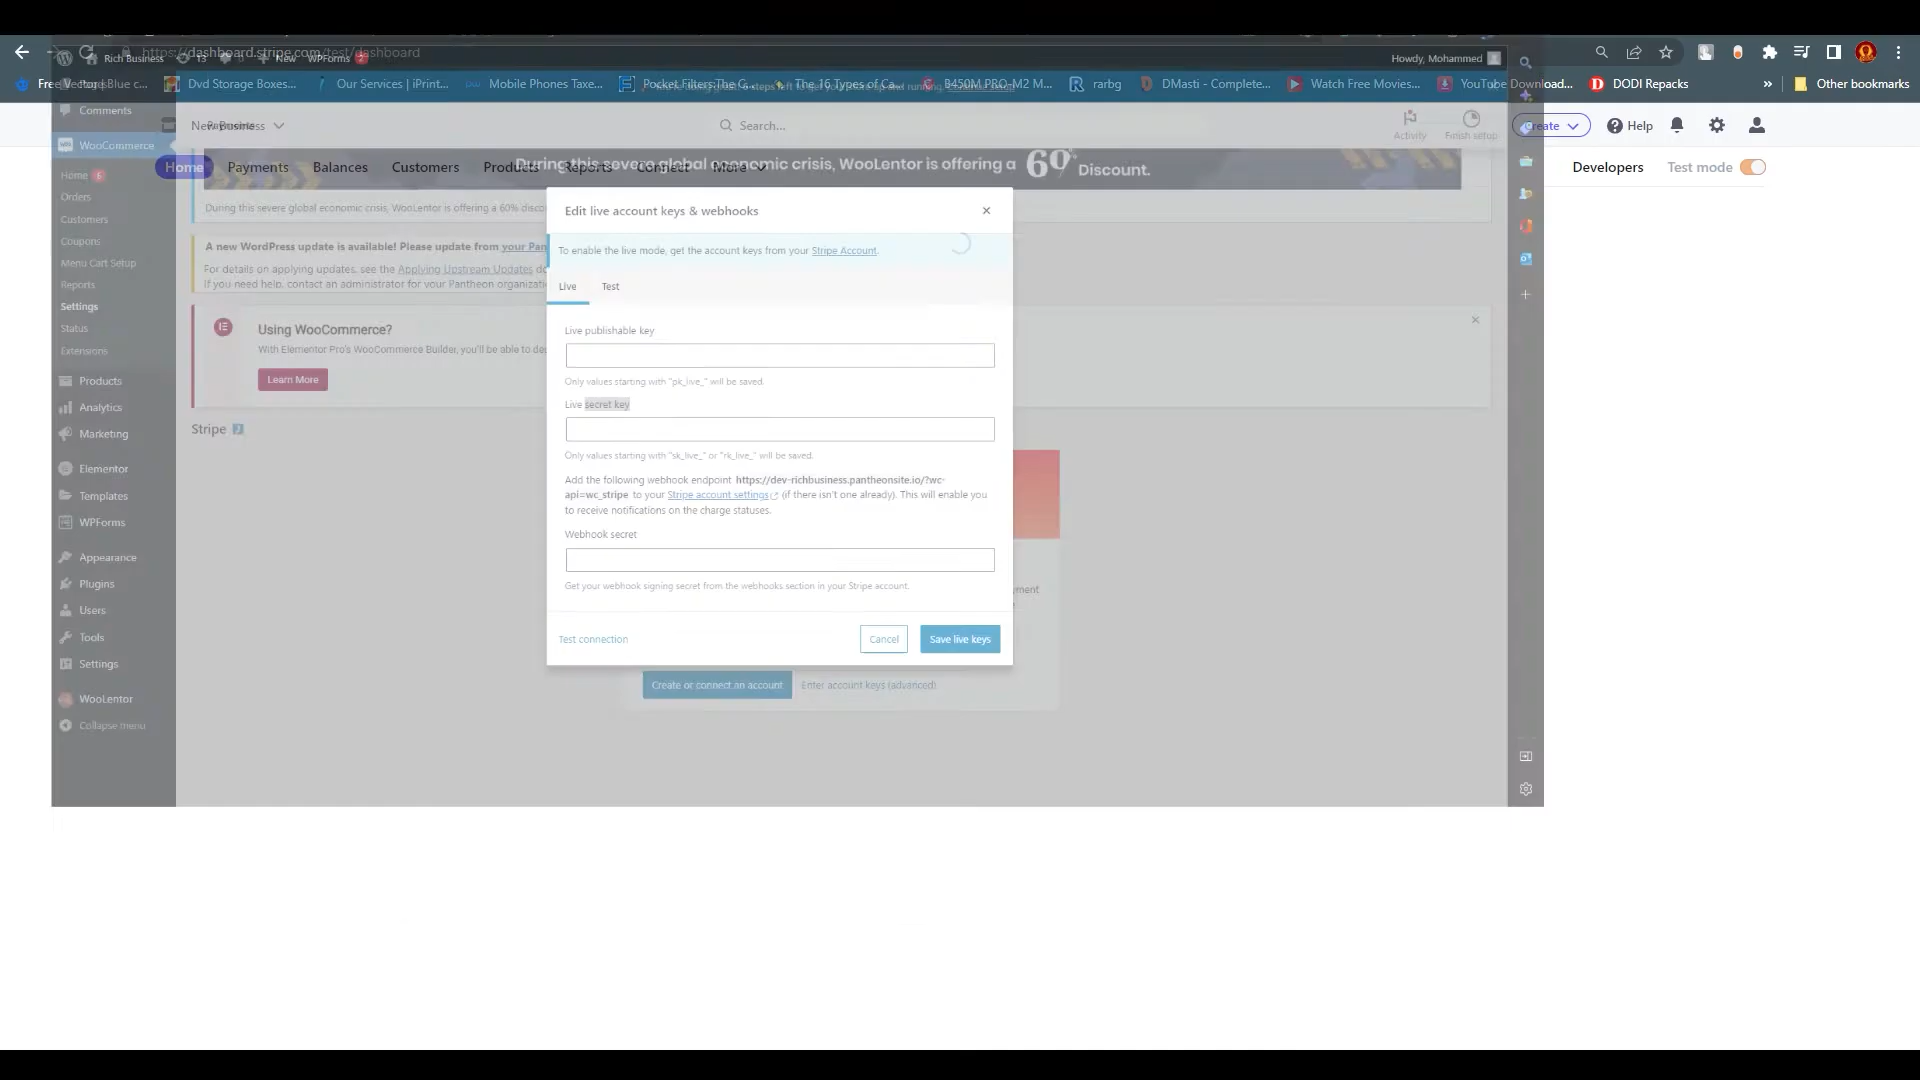 https://dashboard.stripe.com/test/dashboard
Rich Business
13
New
WPForms
2
Howdy, Mohammed
Dvd Storage Boxes...
Our Services | iPrint...
Mobile Phones Taxe...
Pocket Filters The G...
The 16 Types of Ca...
B450M PRO-M2 M...
rarbg
DMasti - Complete...
Watch Free Movies...
YouTube Download...
DODI Repacks
»
Other bookmarks
Comments
New Business
Search...
Activity
Finish setup
Create
Help
WooCommerce
Home
Payments
Balances
Customers
Products
Reports
Connect
More
Developers
Test mode
During this severe global economic crisis, WooLentor is offering a 60% Discount.
During this severe global economic crisis, WooLentor is offering a 60% disco
Home 6
Orders
Customers
Coupons
Menu Cart Setup
Reports
Settings
Status
Extensions
Products
Analytics
Marketing
Elementor
Templates
WPForms
Appearance
Plugins
Users
Tools
Settings
WooLentor
Collapse menu
A new WordPress update is available! Please update from your Pan
For details on applying updates, see the Applying Upstream Updates do
If you need help, contact an administrator for your Pantheon organizatio
Using WooCommerce?
With Elementor Pro's WooCommerce Builder, you'll be able to de
Learn More
Stripe
Edit live account keys & webhooks
To enable the live mode, get the account keys from your Stripe Account.
Live
Test
Live publishable key
Only values starting with "pk_live_" will be saved.
Live secret key
Only values starting with "sk_live_" or "rk_live_" will be saved.
Add the following webhook endpoint https://dev-richbusiness.pantheonsite.io/?wc-
api=wc_stripe to your Stripe account settings (if there isn't one already). This will enable you
to receive notifications on the charge statuses.
Webhook secret
Get your webhook signing secret from the webhooks section in your Stripe account.
Test connection
Cancel
Save live keys
yment
Create or connect an account
Enter account keys (advanced)